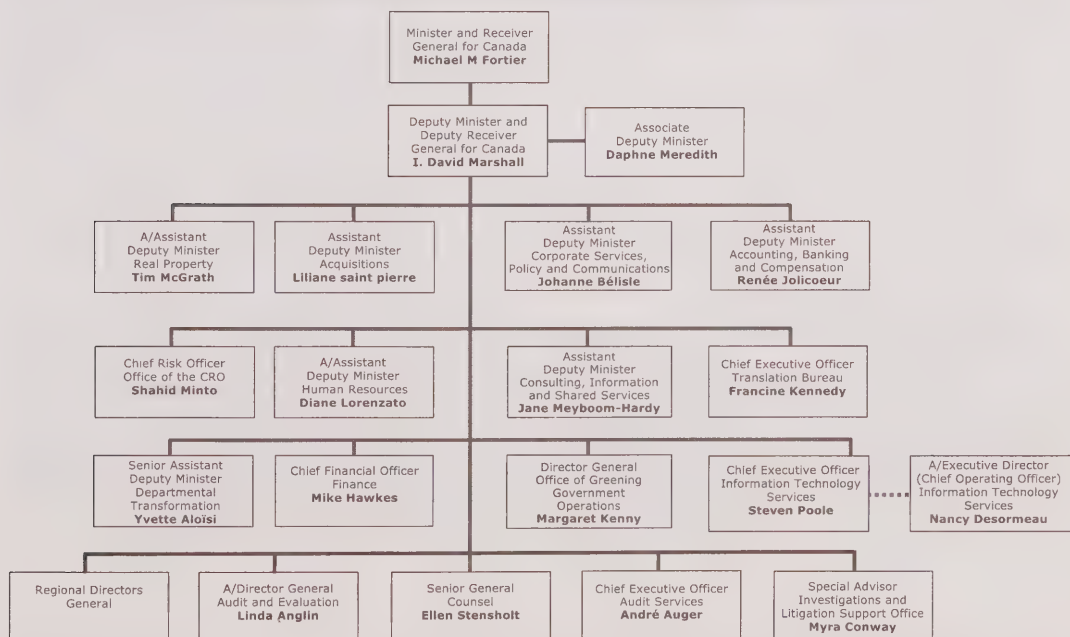 Minister and Receiver
General for Canada
Michael M Fortier
Deputy Minister and
Deputy Receiver
General for Canada
I. David Marshall
Associate
Deputy Minister
Daphne Meredith
A/Assistant
Deputy Minister
Real Property
Tim McGrath
Assistant
Deputy Minister
Acquisitions
Liliane saint pierre
Assistant
Deputy Minister
Corporate Services,
Policy and Communications
Johanne Bélisle
Assistant
Deputy Minister
Accounting, Banking
and Compensation
Renée Jolicoeur
Chief Risk Officer
Office of the CRO
Shahid Minto
A/Assistant
Deputy Minister
Human Resources
Diane Lorenzato
Assistant
Deputy Minister
Consulting, Information
and Shared Services
Jane Meyboom-Hardy
Chief Executive Officer
Translation Bureau
Francine Kennedy
Senior Assistant
Deputy Minister
Departmental
Transformation
Yvette Aloïsi
Chief Financial Officer
Finance
Mike Hawkes
Director General
Office of Greening
Government
Operations
Margaret Kenny
Chief Executive Officer
Information Technology
Services
Steven Poole
A/Executive Director
(Chief Operating Officer)
Information Technology
Services
Nancy Desormeau
Regional Directors
General
A/Director General
Audit and Evaluation
Linda Anglin
Senior General
Counsel
Ellen Stensholt
Chief Executive Officer
Audit Services
André Auger
Special Advisor
Investigations and
Litigation Support Office
Myra Conway